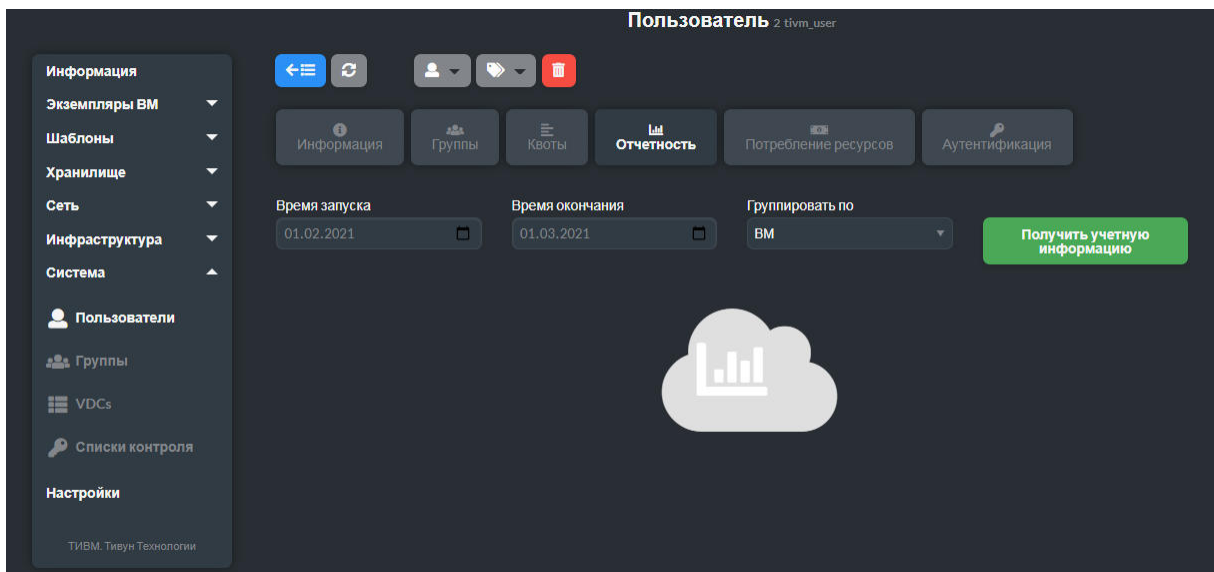 Пользователь 2 tivm_user
Информация
Экземпляры ВМ
Шаблоны
Хранилище
Сеть
Инфраструктура
Система
Пользователи
Группы
VDCs
Списки контроля
Настройки
ТИВМ. Тивун Технологии
Информация
Группы
Квоты
Отчетность
Потребление ресурсов
Аутентификация
Время запуска
01.02.2021
Время окончания
01.03.2021
Группировать по
ВМ
Получить учетную
информацию